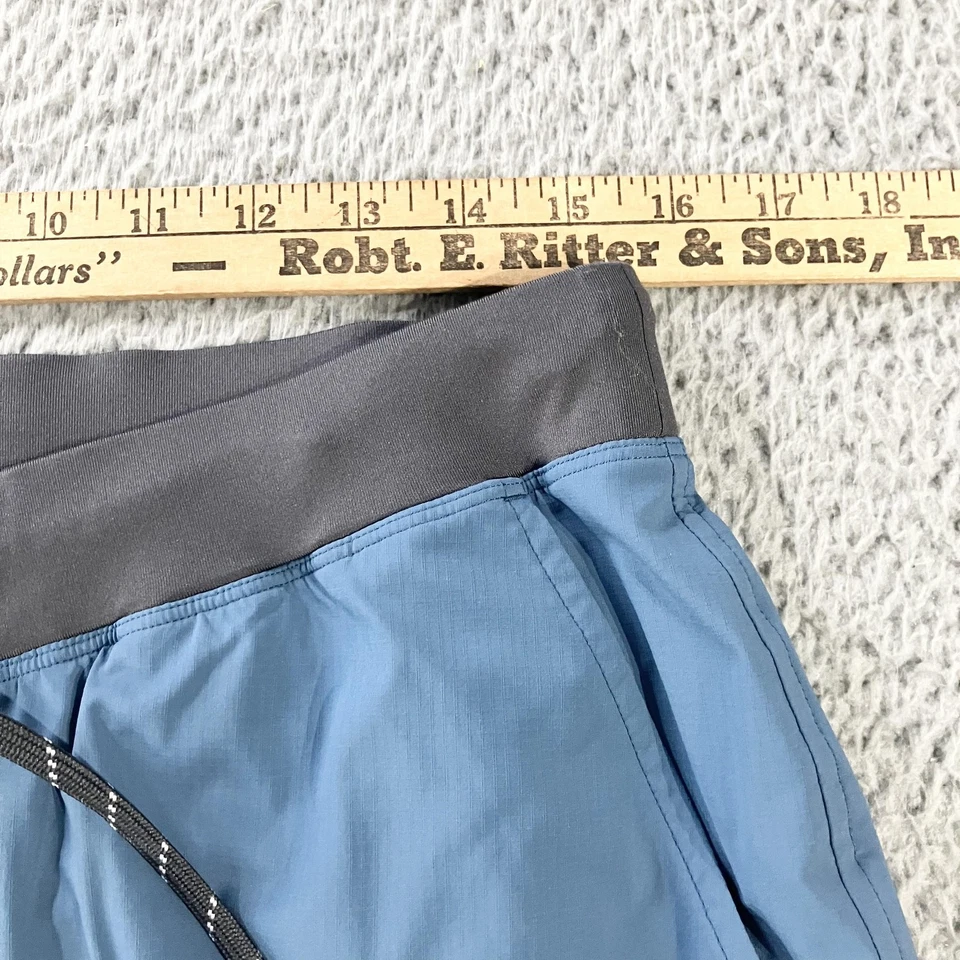 10 11 12 13 14 15 16 17 18
ollars” — Robt. E. Ritter & Sons, In